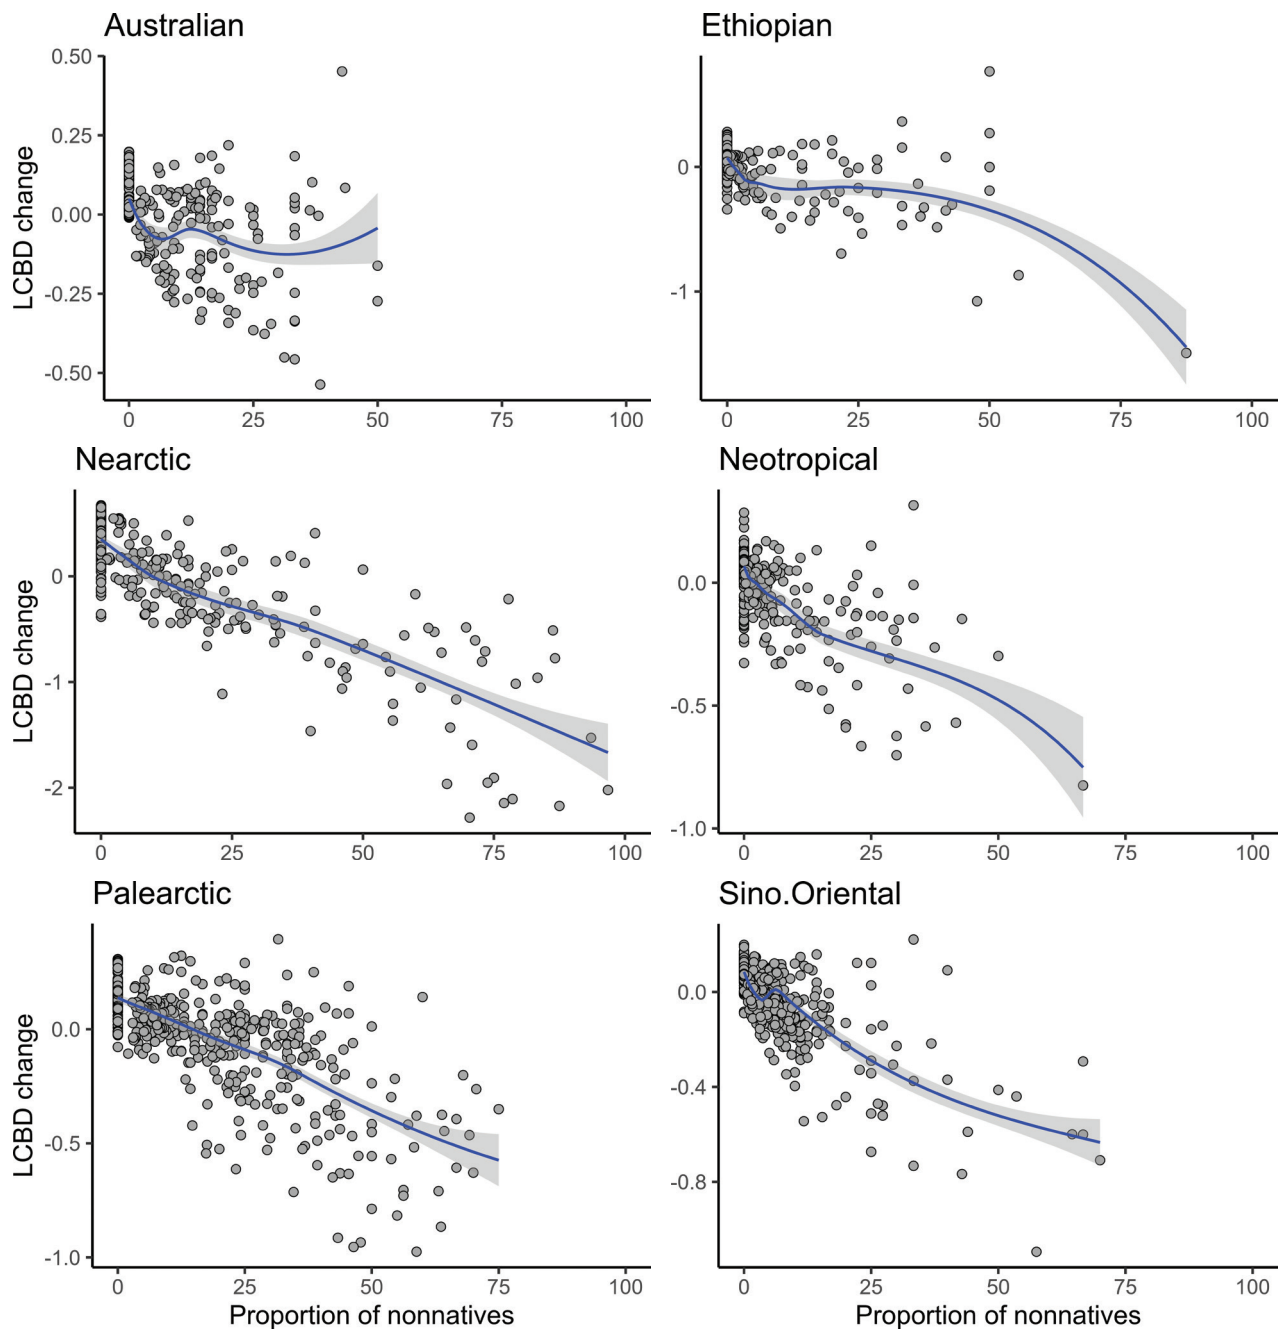 Australian
LCBD change
0.50
0.25
0.00
-0.25
-0.50
0 25 50 75 100
Ethiopian
0
-1
0 25 50 75 100
Nearctic
LCBD change
0
-1
-2
0 25 50 75 100
Neotropical
0.0
-0.5
-1.0
0 25 50 75 100
Palearctic
LCBD change
0.0
-0.5
-1.0
0 25 50 75 100
Proportion of nonnatives
Sino.Oriental
0.0
-0.4
-0.8
0 25 50 75 100
Proportion of nonnatives